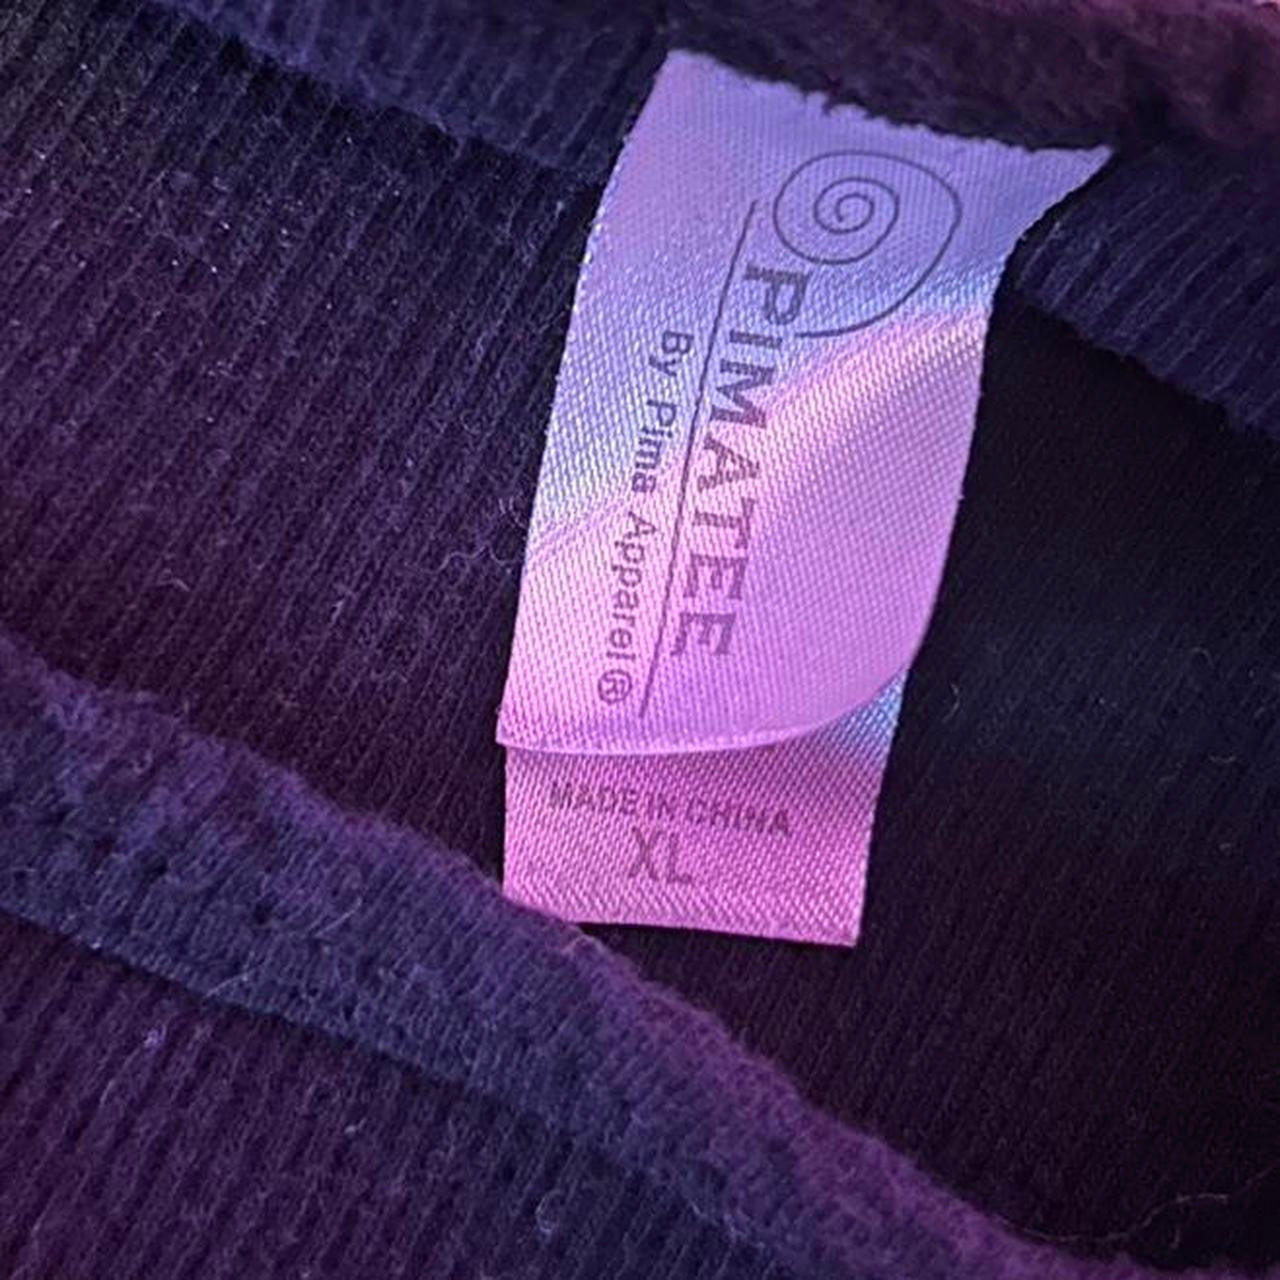 PIMATEE
By Pima Apparel®
MADE IN CHINA
XL